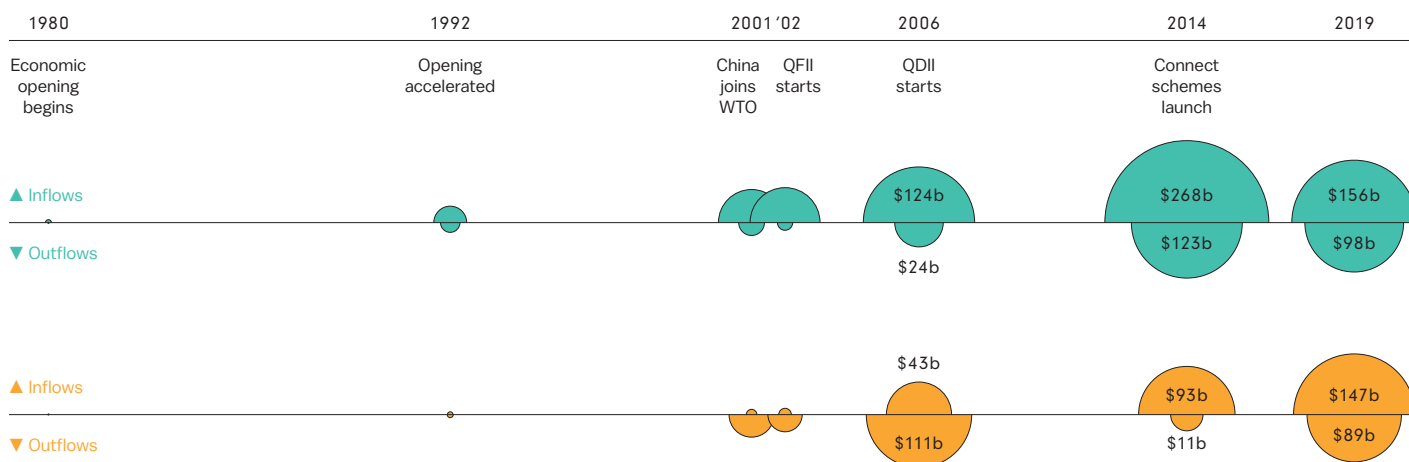 1980 1992 2001 '02 2006 2014 2019
Economic opening begins
Opening accelerated
China joins WTO
QFII starts
QDII starts
Connect schemes launch
▲ Inflows
$124b $268b $156b
▼ Outflows
$24b $123b $98b
▲ Inflows
$43b $93b $147b
▼ Outflows
$111b $11b $89b